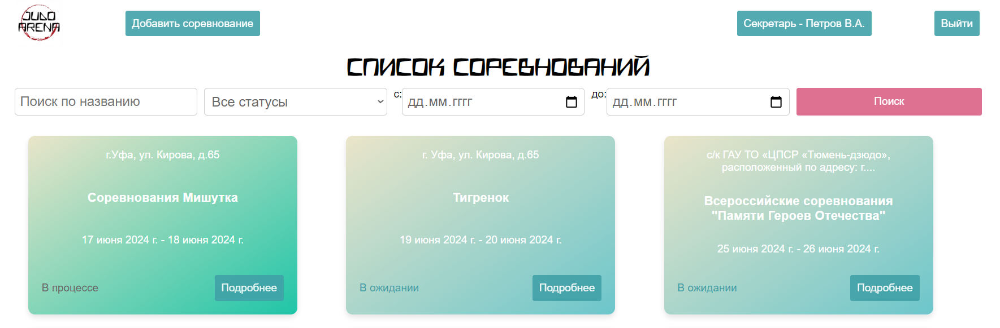 JUDO
ARENA
Добавить соревнование
Секретарь - Петров В.А.
Выйти
СПИСОК СОРЕВНОВАНИЙ
Поиск по названию
Все статусы
с:
дд.мм.гггг
до:
дд.мм.гггг
Поиск
г.Уфа, ул. Кирова, д.65
Соревнования Мишутка
17 июня 2024 г. - 18 июня 2024 г.
В процессе
Подробнее
г. Уфа, ул. Кирова, д.65
Тигренок
19 июня 2024 г. - 20 июня 2024 г.
В ожидании
Подробнее
с/к ГАУ ТО «ЦПСР «Тюмень-дзюдо»,
расположенный по адресу: г....
Всероссийские соревнования
"Памяти Героев Отечества"
25 июня 2024 г. - 26 июня 2024 г.
В ожидании
Подробнее